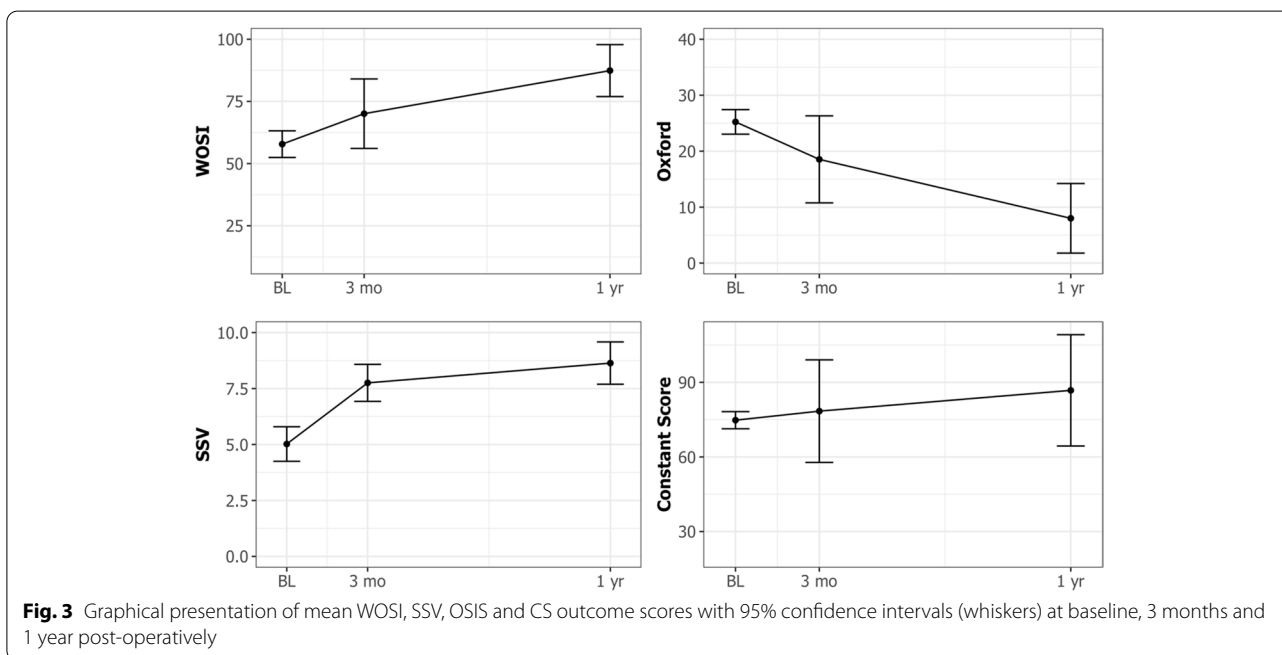 100
75
50
25
WOSI
BL 3 mo 1 yr
40
30
20
10
0
Oxford
BL 3 mo 1 yr
10.0
7.5
5.0
2.5
0.0
SSV
BL 3 mo 1 yr
90
60
30
Constant Score
BL 3 mo 1 yr
Fig. 3 Graphical presentation of mean WOSI, SSV, OSIS and CS outcome scores with 95% confidence intervals (whiskers) at baseline, 3 months and
1 year post-operatively